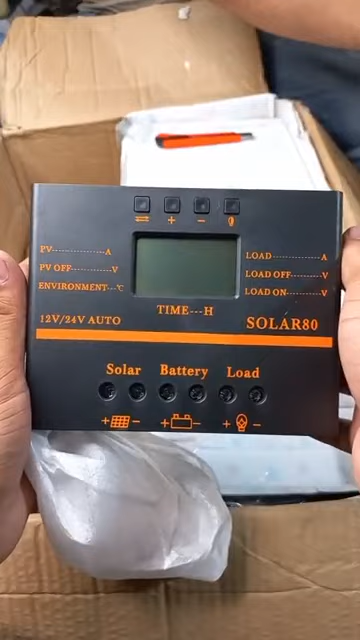 PV---------------A
PV OFF-----------V
ENVIRONMENT---℃
LOAD-------------A
LOAD OFF---------V
LOAD ON----------V
TIME---H
12V/24V AUTO
SOLAR80
Solar Battery Load
+ - + - + -